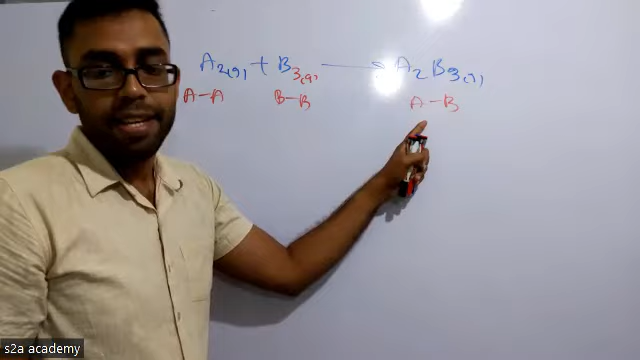 A2(g) + B3(g) → A2B3(g)
A-A B-B A-B
s2a academy